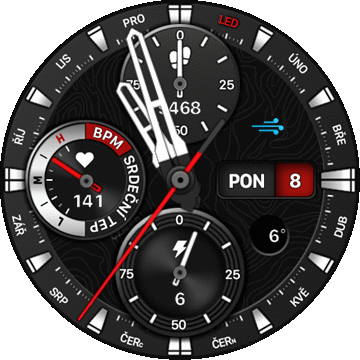 PRO
LED
ÚNO
BŘE
DUB
KVĚ
ČERN
ČERC
SRP
ZÁŘ
ŘÍJ
LIS
0
25
50
0
25
50
75
6
H
M
BPM
SRDEČNÍ TEP
141
PON 8
6°